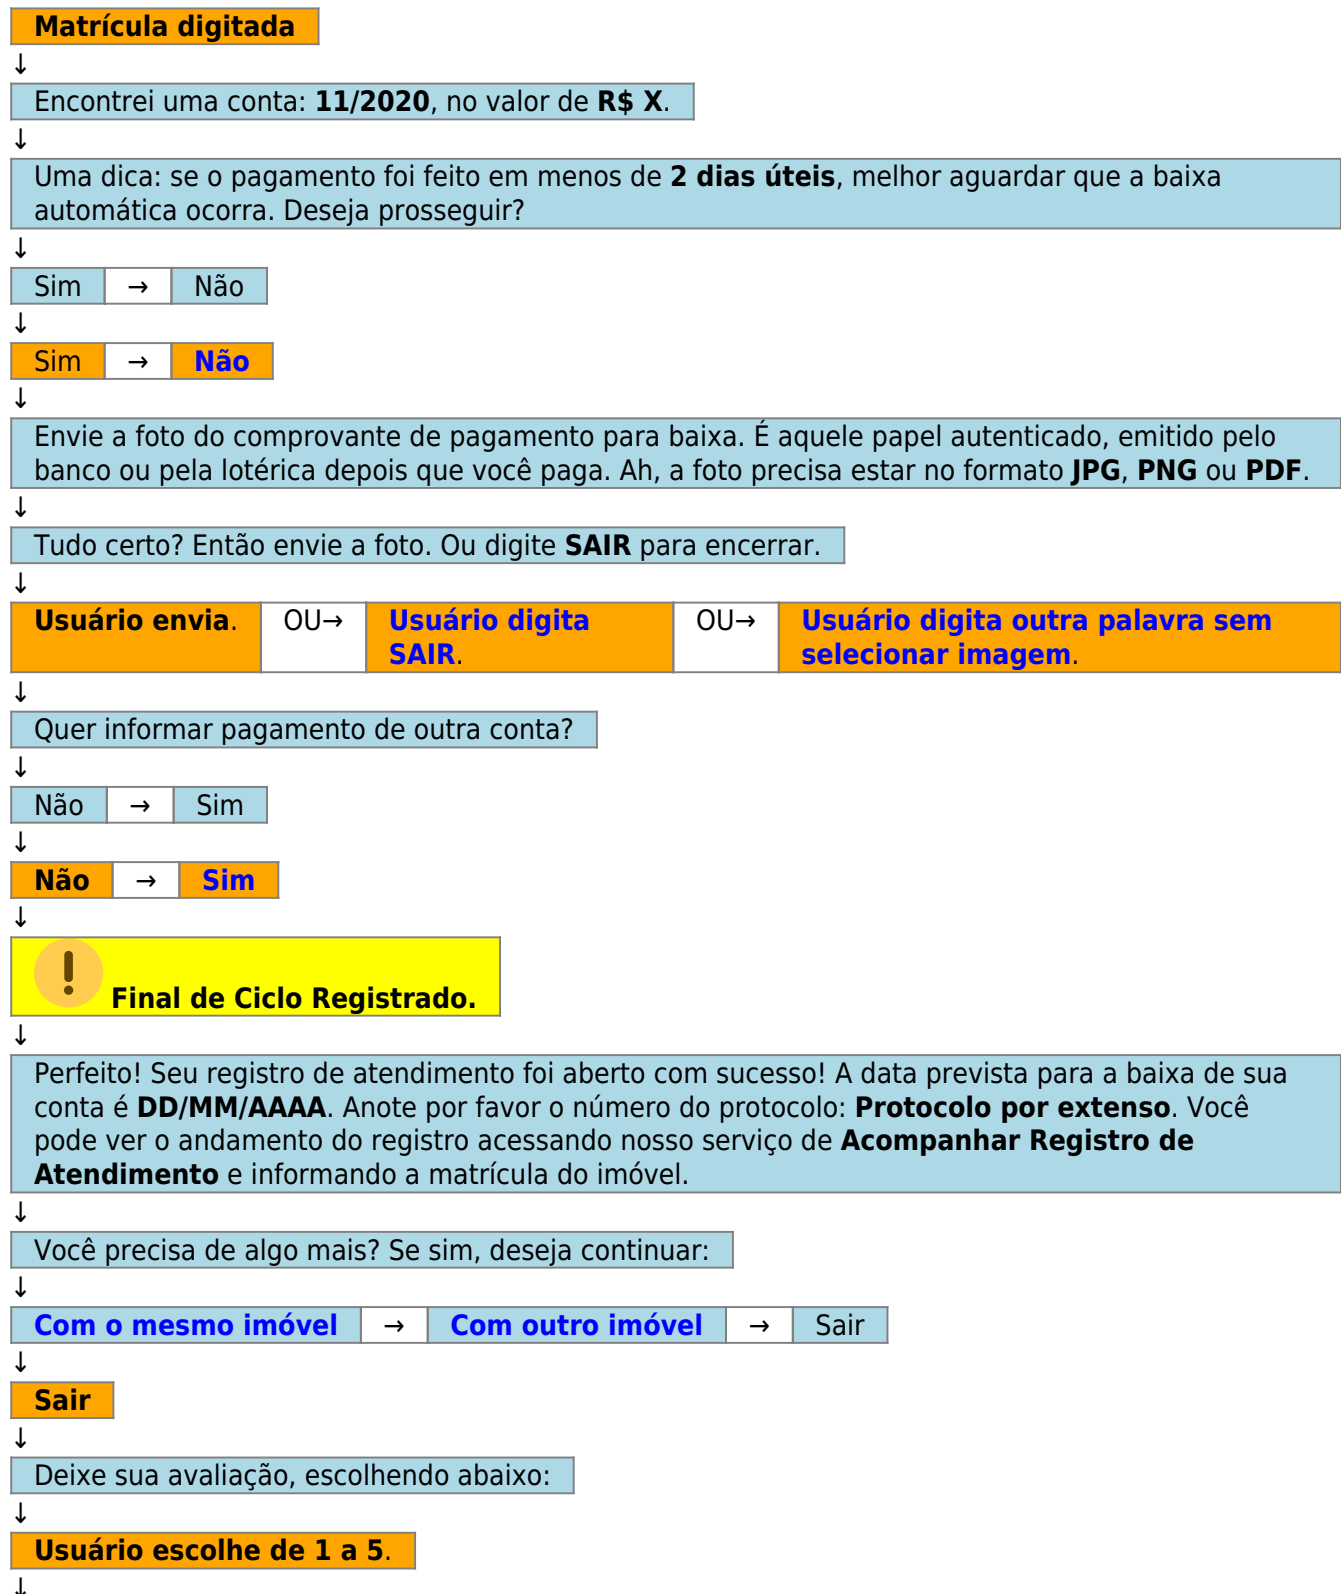 Matrícula digitada
↓
Encontrei uma conta: 11/2020, no valor de R$ X.
↓
Uma dica: se o pagamento foi feito em menos de 2 dias úteis, melhor aguardar que a baixa
automática ocorra. Deseja prosseguir?
↓
Sim → Não
↓
Sim → Não
↓
Envie a foto do comprovante de pagamento para baixa. É aquele papel autenticado, emitido pelo
banco ou pela lotérica depois que você paga. Ah, a foto precisa estar no formato JPG, PNG ou PDF.
↓
Tudo certo? Então envie a foto. Ou digite SAIR para encerrar.
↓
Usuário envia. OU→ Usuário digita OU→ Usuário digita outra palavra sem
SAIR. selecionar imagem.
↓
Quer informar pagamento de outra conta?
↓
Não → Sim
↓
Não → Sim
↓
Final de Ciclo Registrado.
↓
Perfeito! Seu registro de atendimento foi aberto com sucesso! A data prevista para a baixa de sua
conta é DD/MM/AAAA. Anote por favor o número do protocolo: Protocolo por extenso. Você
pode ver o andamento do registro acessando nosso serviço de Acompanhar Registro de
Atendimento e informando a matrícula do imóvel.
↓
Você precisa de algo mais? Se sim, deseja continuar:
↓
Com o mesmo imóvel → Com outro imóvel → Sair
↓
Sair
↓
Deixe sua avaliação, escolhendo abaixo:
↓
Usuário escolhe de 1 a 5.
↓